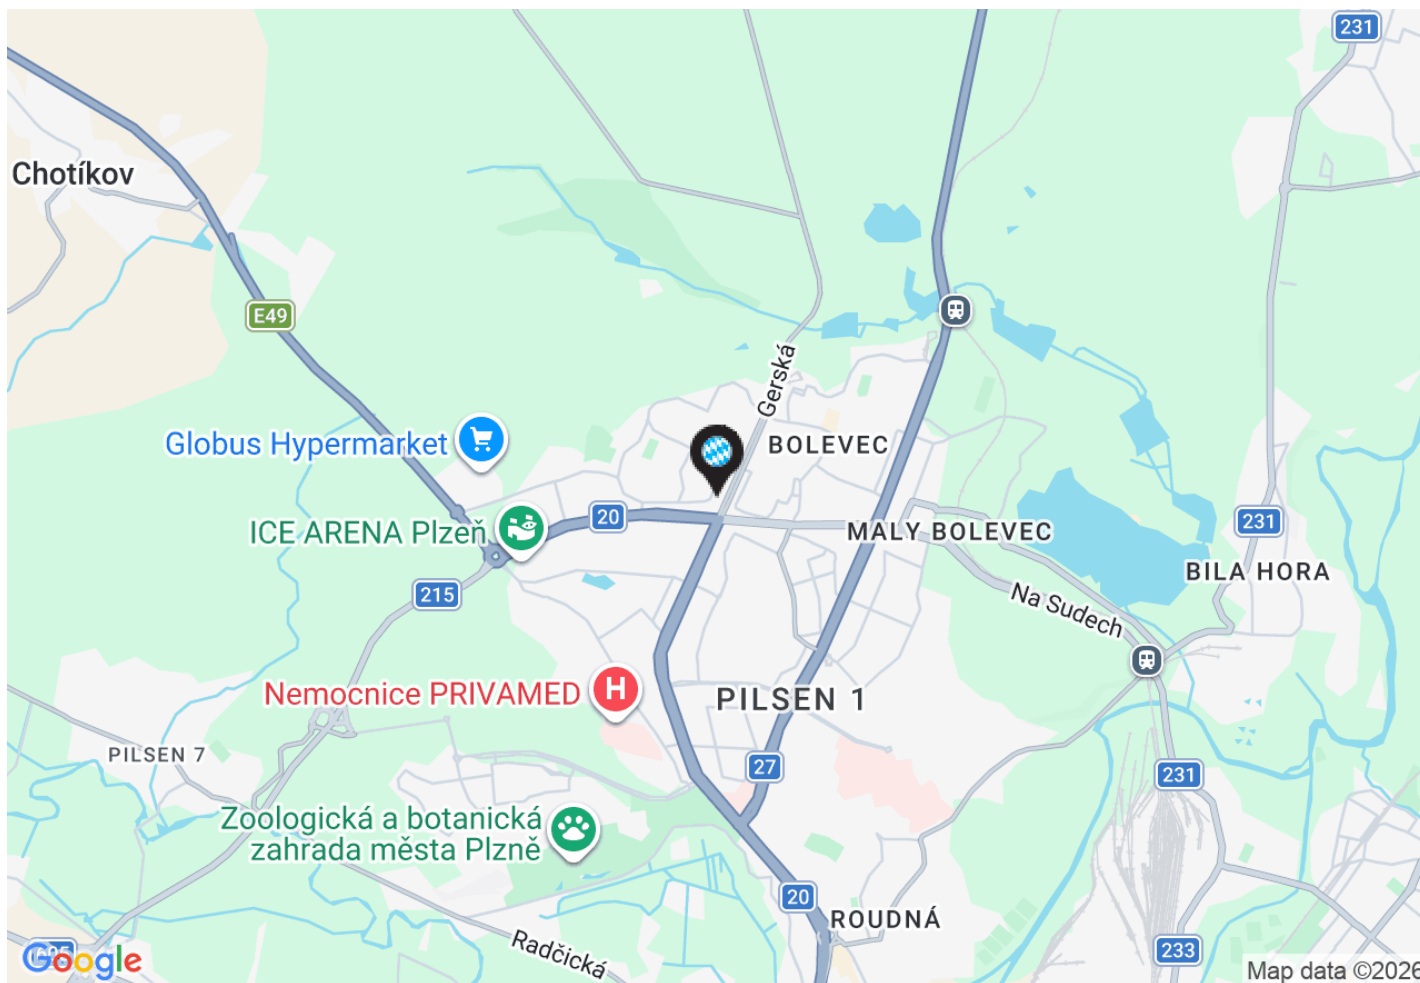 231
Chotíkov
E49
Gerská
Globus Hypermarket
BOLEVEC
20
ICE ARENA Plzeň
MALY BOLEVEC
231
BILA HORA
215
Na Sudech
H
Nemocnice PRIVAMED
PILSEN 1
PILSEN 7
27
231
Zoologická a botanická
zahrada města Plzně
20
ROUDNÁ
Radčická
233
Google
Map data ©2026